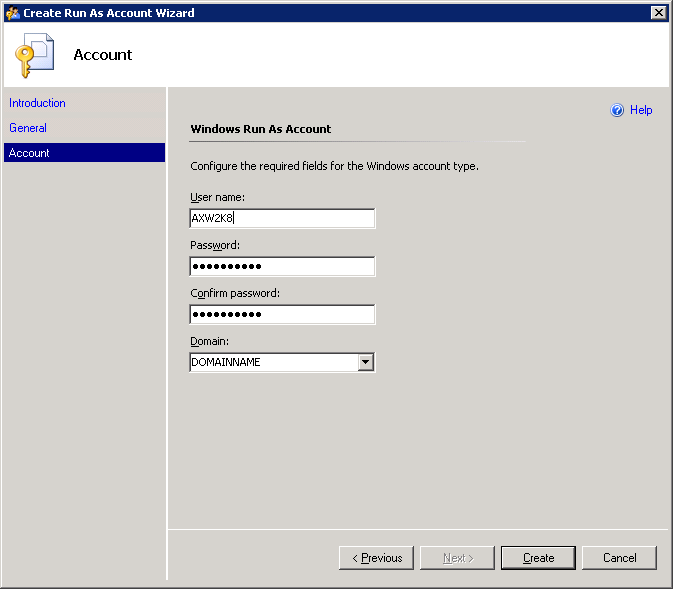 Create Run As Account Wizard
Account
Introduction
General
Account
Help
Windows Run As Account
Configure the required fields for the Windows account type.
User name:
AXW2K8
Password:
●●●●●●●●●●
Confirm password:
●●●●●●●●●●
Domain:
DOMAINNAME
< Previous
Next >
Create
Cancel